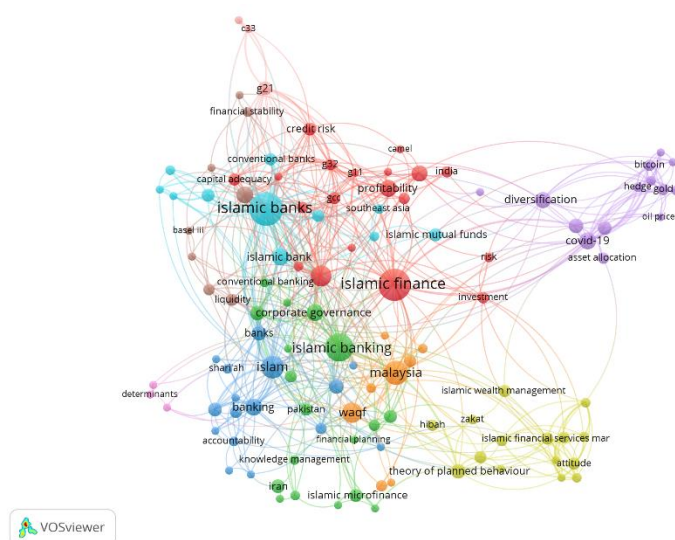 c33
g21
financial stability
credit risk
camel
conventional banks
g32
g11
india
bitcoin
capital adequacy
profitability
hedge
gold
gcc
diversification
islamic banks
southeast asia
oil price
basel iii
islamic mutual funds
covid-19
islamic bank
risk
asset allocation
conventional banking
islamic finance
liquidity
investment
corporate governance
banks
islamic banking
shari'ah
islam
malaysia
determinants
islamic wealth management
banking
pakistan
waqf
zakat
hibah
accountability
financial planning
islamic financial services mar
knowledge management
attitude
theory of planned behaviour
iran
islamic microfinance
VOSviewer